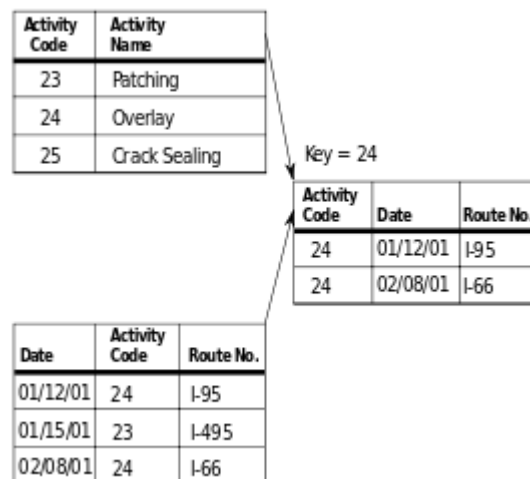 Activity Code Activity Name
23 Patching
24 Overlay
25 Crack Sealing
Key = 24
Activity Code Date Route No.
24 01/12/01 I-95
24 02/08/01 I-66
Date Activity Code Route No.
01/12/01 24 I-95
01/15/01 23 I-495
02/08/01 24 I-66